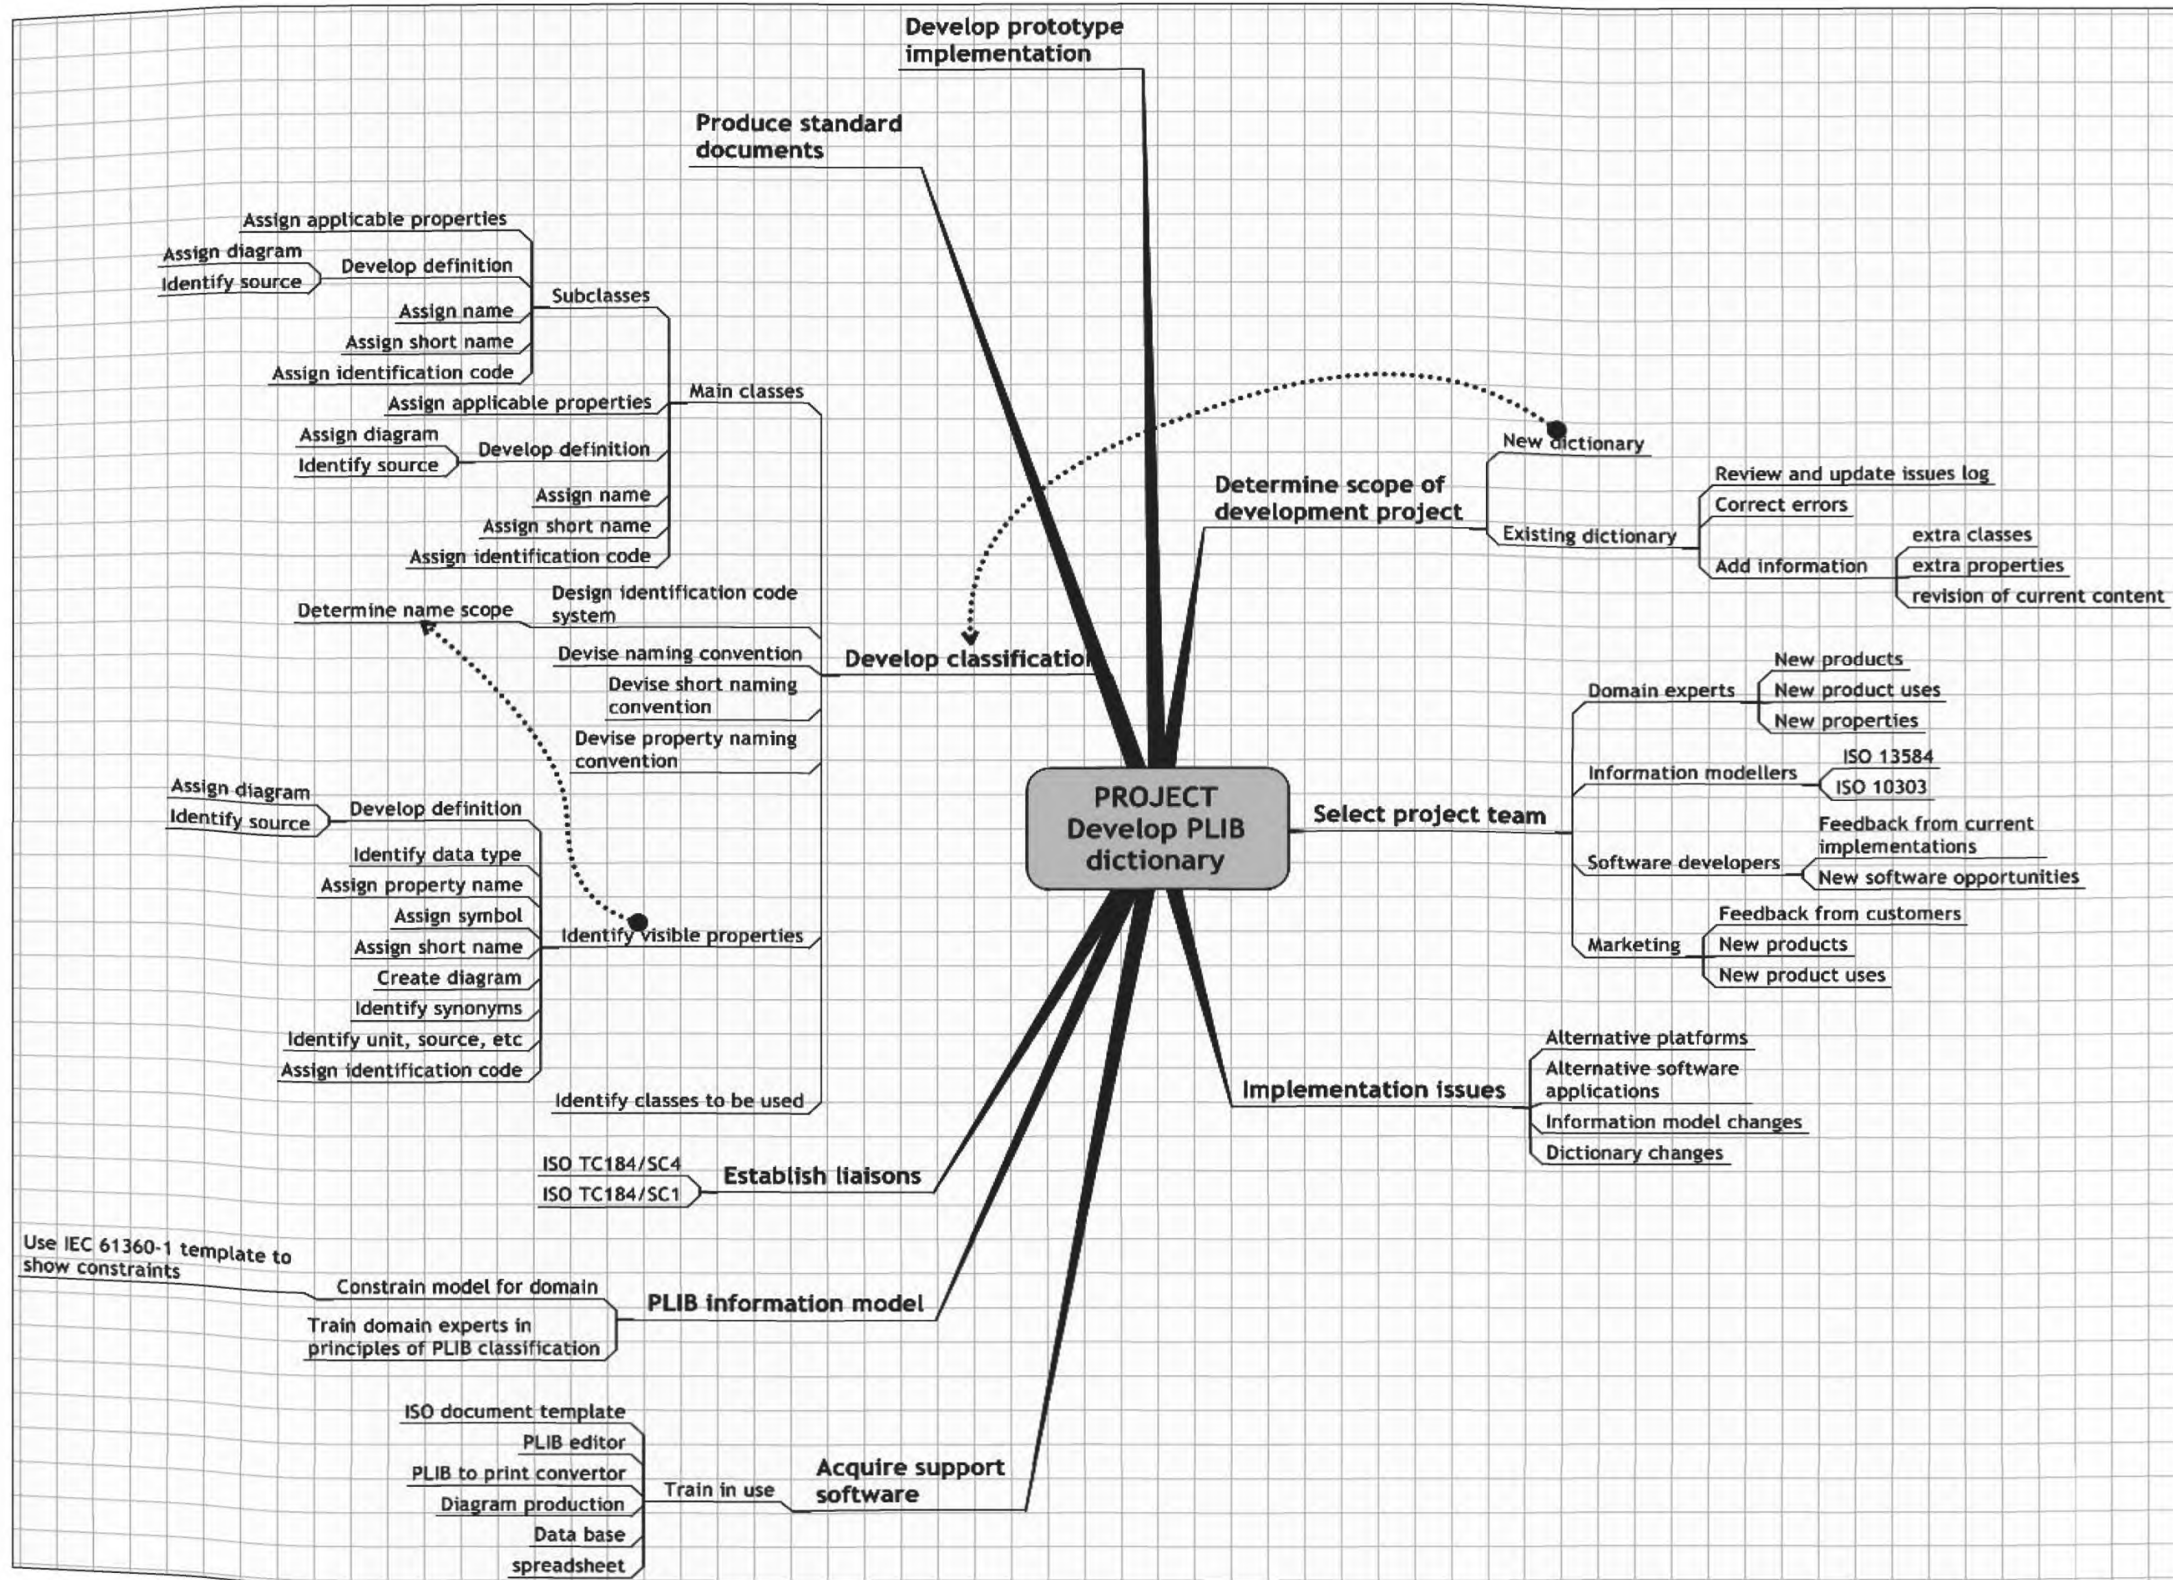 Develop prototype
implementation
Produce standard
documents
Assign applicable properties
Assign diagram
Identify source
Develop definition
Assign name
Assign short name
Assign identification code
Subclasses
Assign applicable properties
Assign diagram
Identify source
Develop definition
Assign name
Assign short name
Assign identification code
Main classes
Determine name scope
Design identification code
system
Devise naming convention
Devise short naming
convention
Devise property naming
convention
Develop classification
Assign diagram
Identify source
Develop definition
Identify data type
Assign property name
Assign symbol
Assign short name
Create diagram
Identify synonyms
Identify unit, source, etc
Assign identification code
Identify visible properties
Identify classes to be used
ISO TC184/SC4
ISO TC184/SC1
Establish liaisons
Use IEC 61360-1 template to
show constraints
Constrain model for domain
Train domain experts in
principles of PLIB classification
PLIB information model
ISO document template
PLIB editor
PLIB to print convertor
Diagram production
Data base
spreadsheet
Train in use
Acquire support
software
PROJECT
Develop PLIB
dictionary
Determine scope of
development project
New dictionary
Existing dictionary
Review and update issues log
Correct errors
Add information
extra classes
extra properties
revision of current content
Select project team
Domain experts
New products
New product uses
New properties
Information modellers
ISO 13584
ISO 10303
Software developers
Feedback from current
implementations
New software opportunities
Marketing
Feedback from customers
New products
New product uses
Implementation issues
Alternative platforms
Alternative software
applications
Information model changes
Dictionary changes